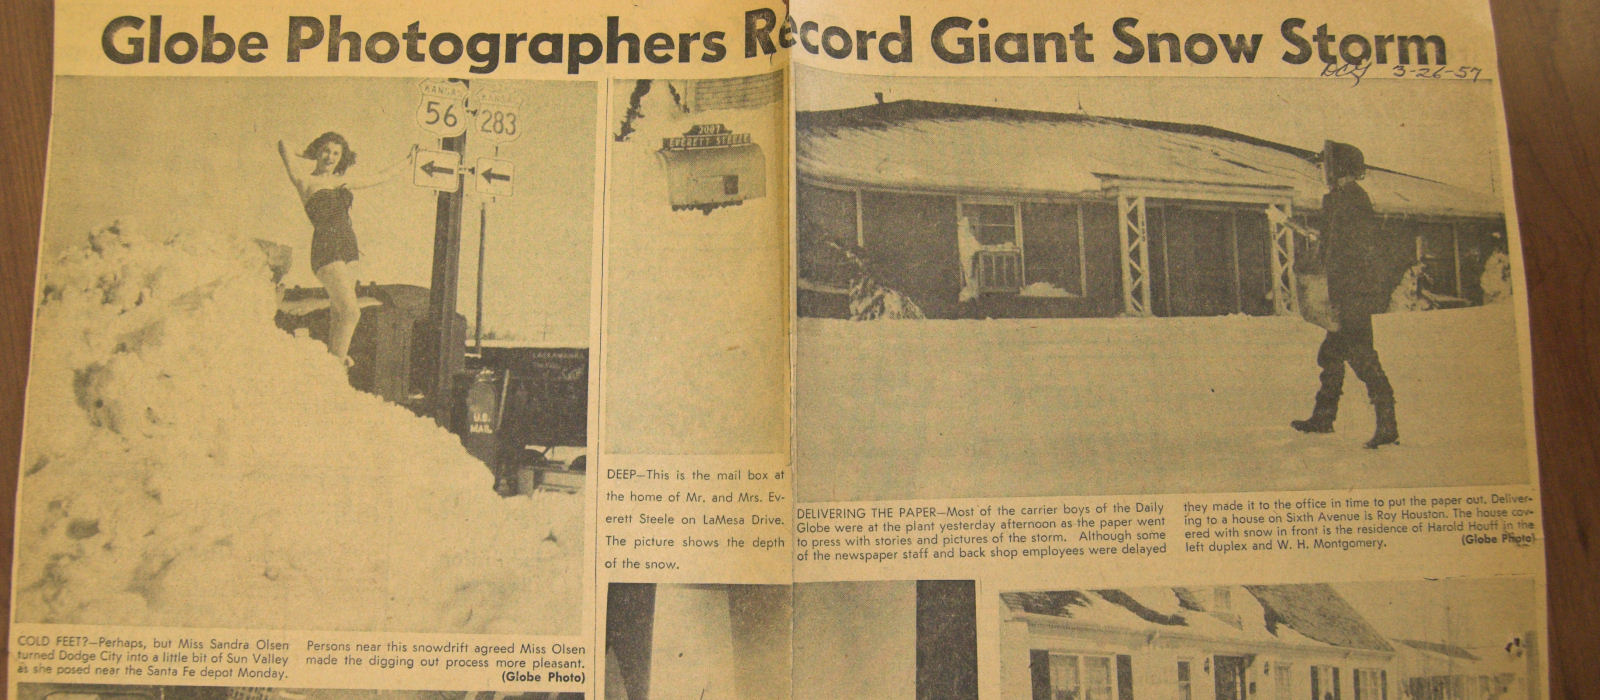 Globe Photographers Record Giant Snow Storm
DCG 3-26-57
KANSAS
56
KANSAS
283
U.S.
MAIL
2007
EVERETT STEELE
COLD FEET?—Perhaps, but Miss Sandra Olsen
turned Dodge City into a little bit of Sun Valley
as she posed near the Santa Fe depot Monday.
Persons near this snowdrift agreed Miss Olsen
made the digging out process more pleasant.
(Globe Photo)
DEEP—This is the mail box at
the home of Mr. and Mrs. Ev-
erett Steele on LaMesa Drive.
The picture shows the depth
of the snow.
DELIVERING THE PAPER—Most of the carrier boys of the Daily
Globe were at the plant yesterday afternoon as the paper went
to press with stories and pictures of the storm. Although some
of the newspaper staff and back shop employees were delayed
they made it to the office in time to put the paper out. Deliver-
ing to a house on Sixth Avenue is Roy Houston. The house cov-
ered with snow in front is the residence of Harold Houff in the
left duplex and W. H. Montgomery.
(Globe Photo)